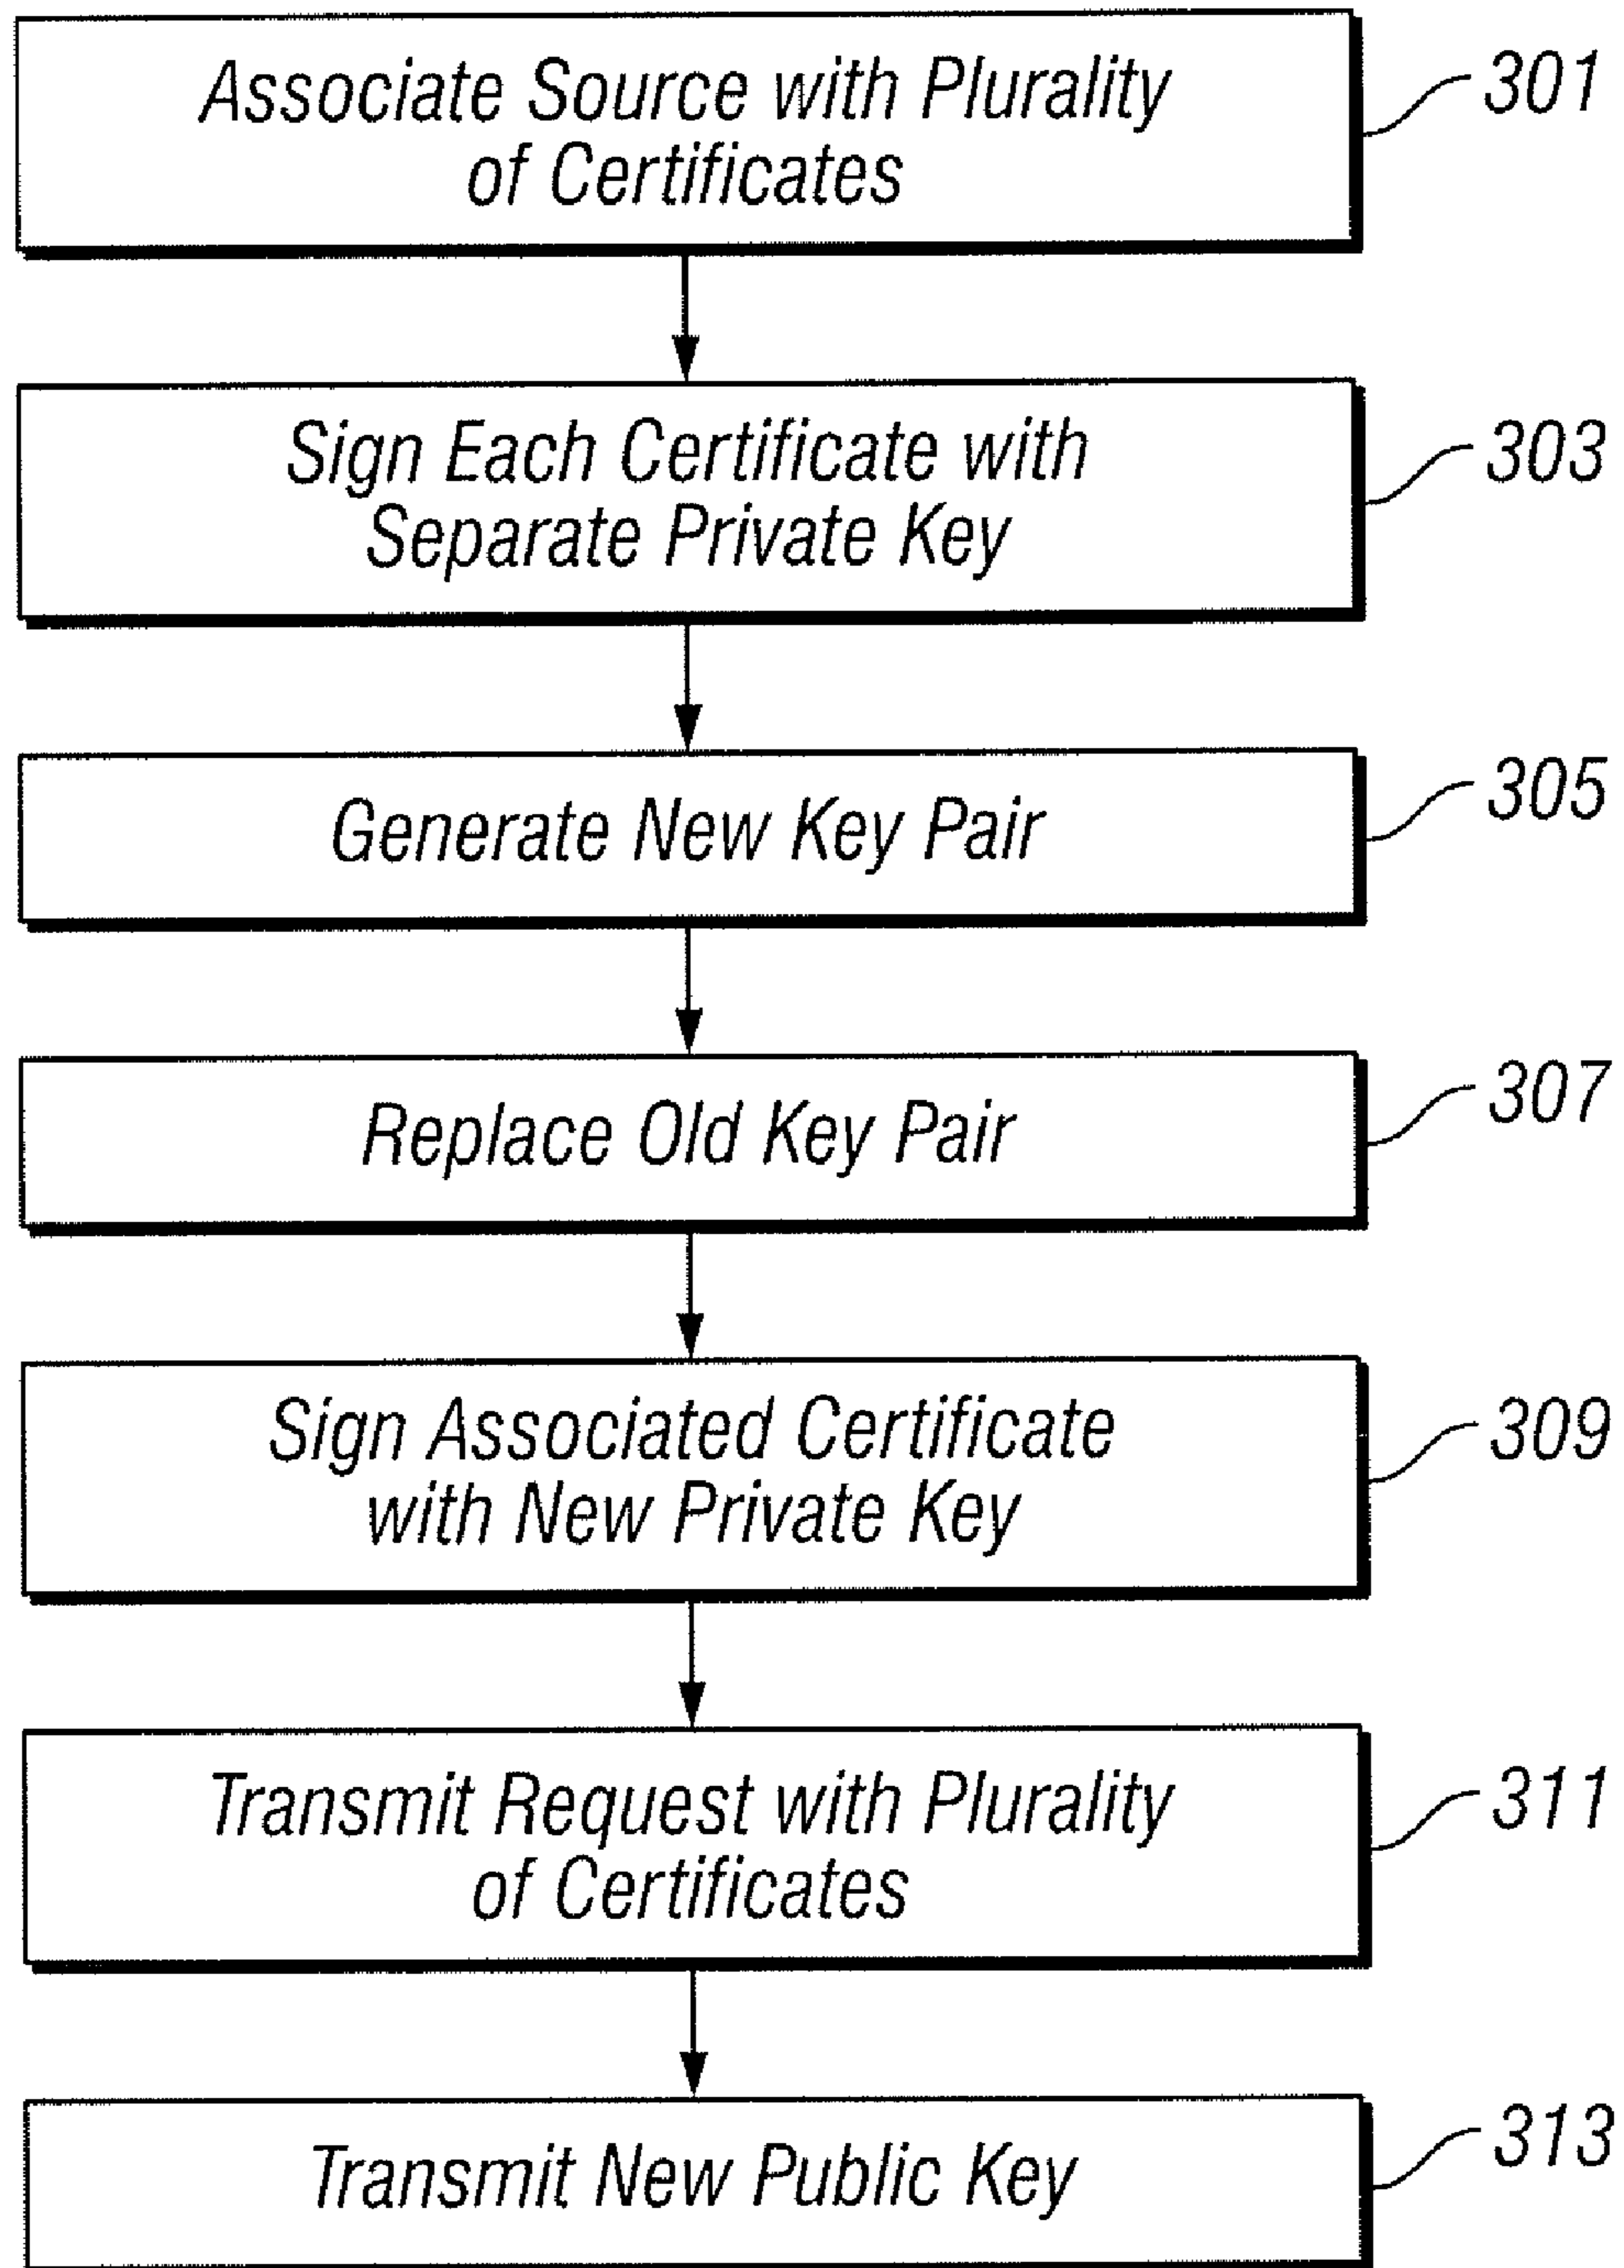 Associate Source with Plurality
of Certificates
301
Sign Each Certificate with
Separate Private Key
303
Generate New Key Pair
305
Replace Old Key Pair
307
Sign Associated Certificate
with New Private Key
309
Transmit Request with Plurality
of Certificates
311
Transmit New Public Key
313